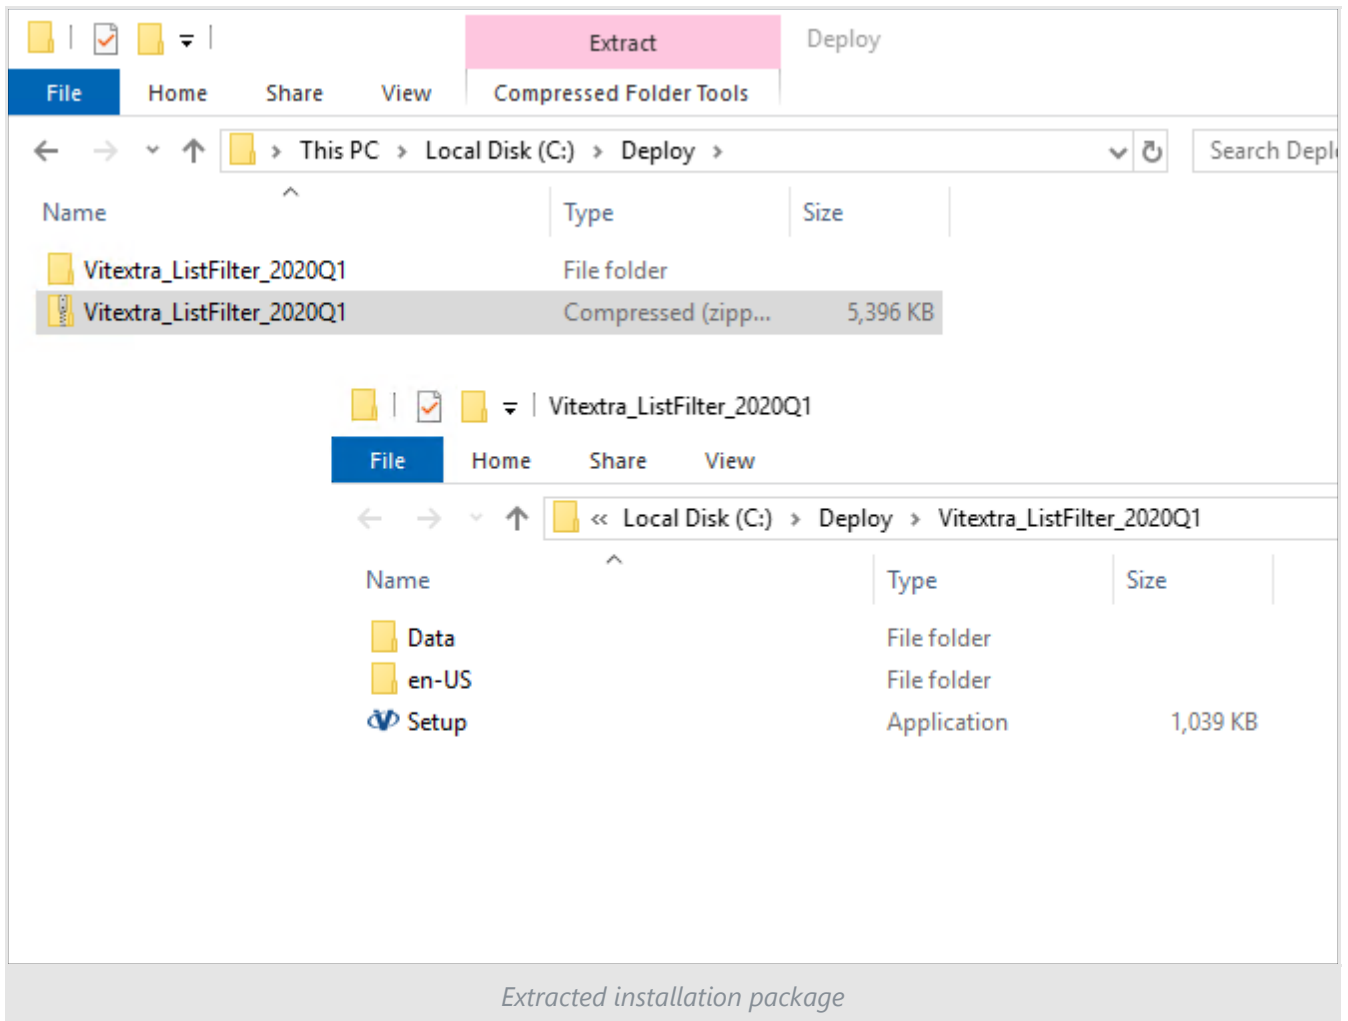 Extract Deploy
File Home Share View Compressed Folder Tools
> This PC > Local Disk (C:) > Deploy > Search Deplo
Name Type Size
Vitextra_ListFilter_2020Q1 File folder
Vitextra_ListFilter_2020Q1 Compressed (zipp... 5,396 KB
Vitextra_ListFilter_2020Q1
File Home Share View
« Local Disk (C:) > Deploy > Vitextra_ListFilter_2020Q1
Name Type Size
Data File folder
en-US File folder
Setup Application 1,039 KB
Extracted installation package